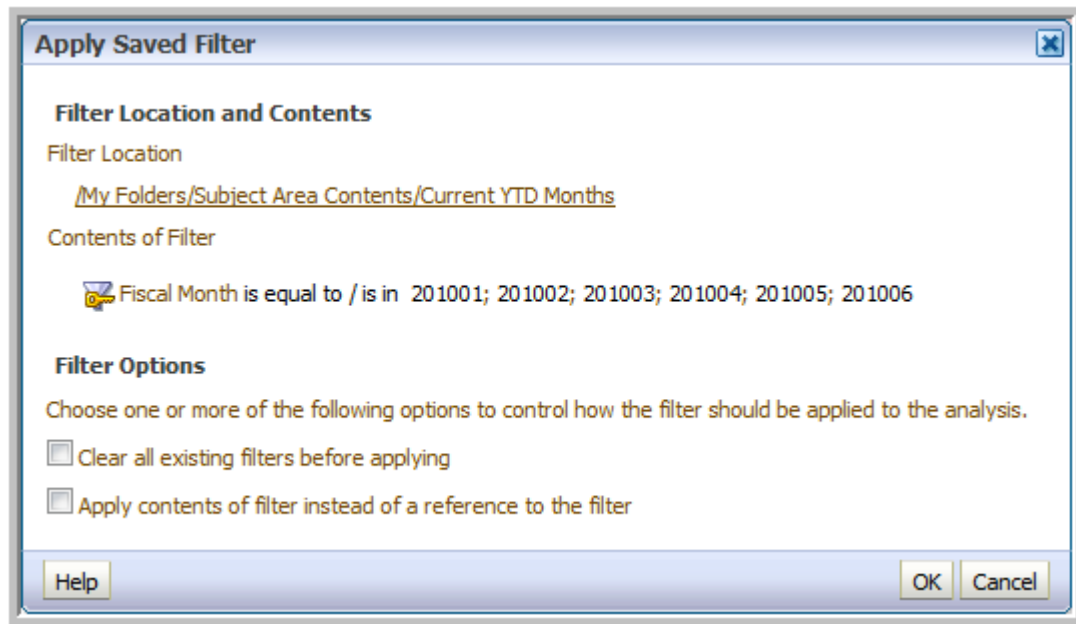 Apply Saved Filter
Filter Location and Contents
Filter Location
/My Folders/Subject Area Contents/Current YTD Months
Contents of Filter
Fiscal Month is equal to / is in 201001; 201002; 201003; 201004; 201005; 201006
Filter Options
Choose one or more of the following options to control how the filter should be applied to the analysis.
Clear all existing filters before applying
Apply contents of filter instead of a reference to the filter
Help OK Cancel